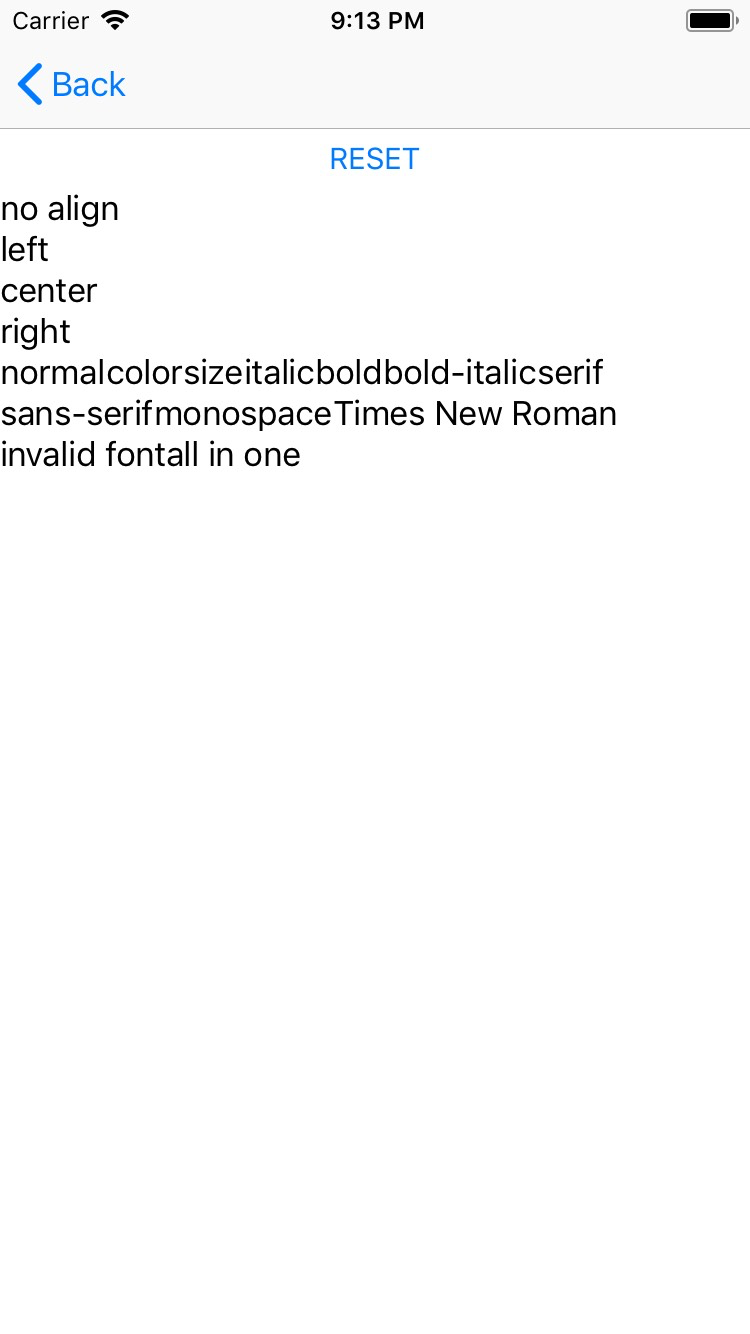 Carrier 9:13 PM
Back
RESET
no align
left
center
right
normalcolorsizeitalicboldbold-italicserif
sans-serifmonospaceTimes New Roman
invalid fontall in one